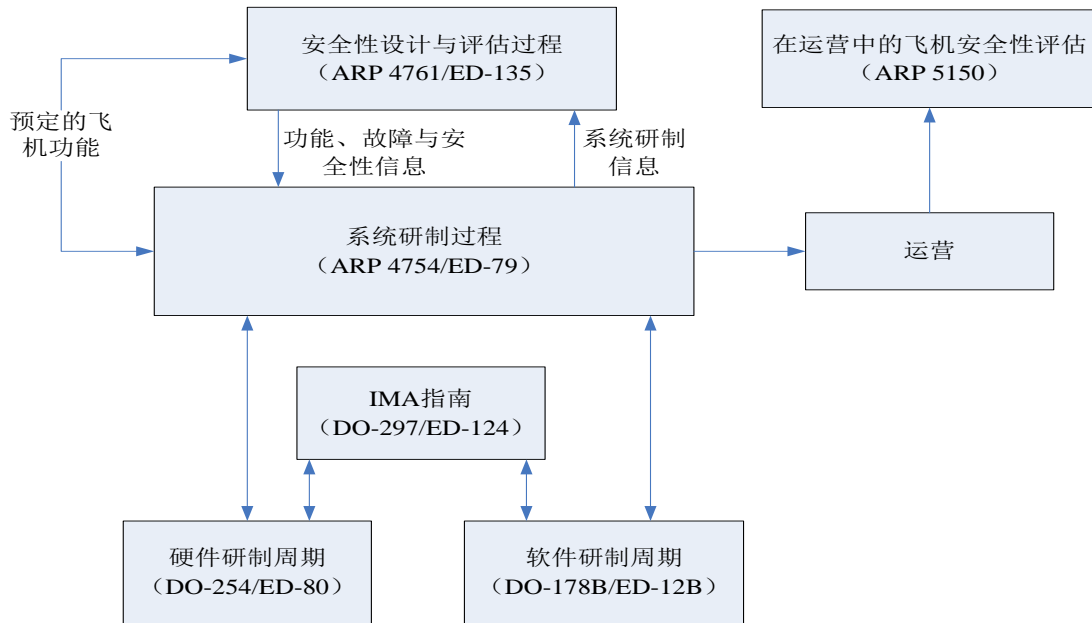 安全性设计与评估过程
（ARP 4761/ED-135）
在运营中的飞机安全性评估
（ARP 5150）
预定的飞
机功能
功能、故障与安
全性信息
系统研制
信息
系统研制过程
（ARP 4754/ED-79）
运营
IMA指南
（DO-297/ED-124）
硬件研制周期
（DO-254/ED-80）
软件研制周期
（DO-178B/ED-12B）